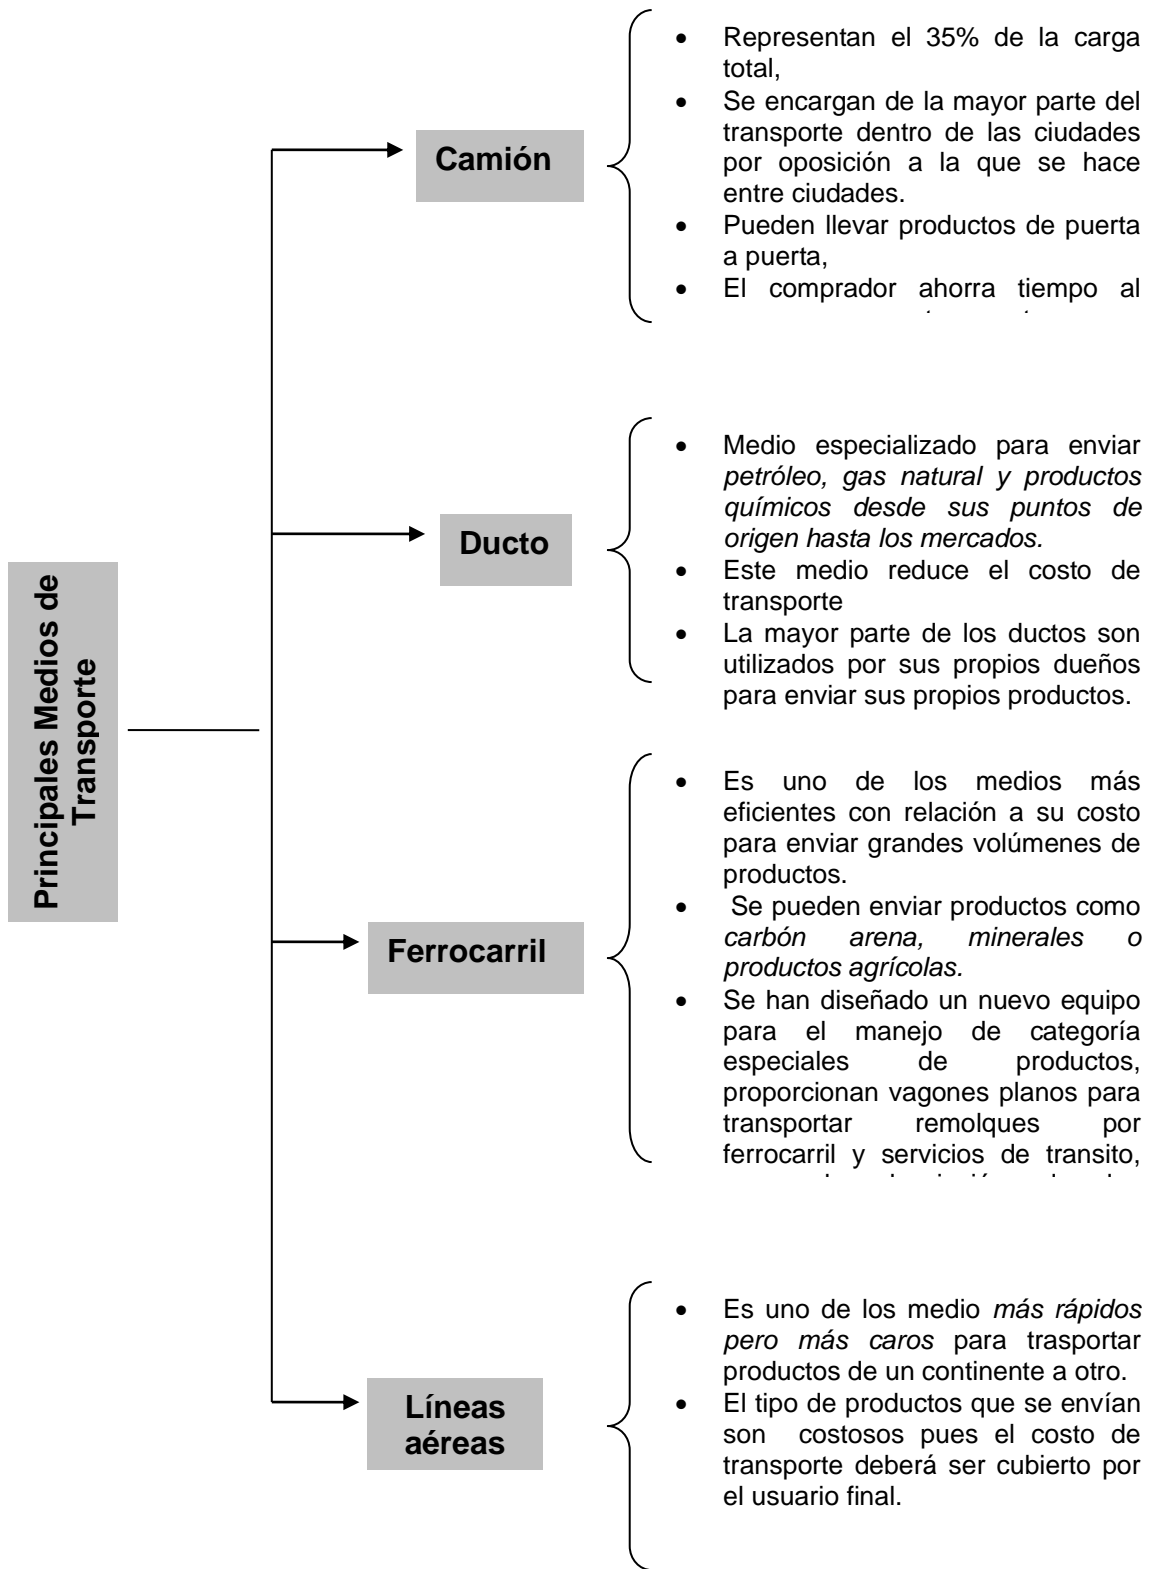 Principales Medios de
Transporte
Camión
Representan el 35% de la carga
total,
Se encargan de la mayor parte del
transporte dentro de las ciudades
por oposición a la que se hace
entre ciudades.
Pueden llevar productos de puerta
a puerta,
El comprador ahorra tiempo al
Ducto
Medio especializado para enviar
petróleo, gas natural y productos
químicos desde sus puntos de
origen hasta los mercados.
Este medio reduce el costo de
transporte
La mayor parte de los ductos son
utilizados por sus propios dueños
para enviar sus propios productos.
Ferrocarril
Es uno de los medios más
eficientes con relación a su costo
para enviar grandes volúmenes de
productos.
Se pueden enviar productos como
carbón arena, minerales o
productos agrícolas.
Se han diseñado un nuevo equipo
para el manejo de categoría
especiales de productos,
proporcionan vagones planos para
transportar remolques por
ferrocarril y servicios de transito,
Líneas
aéreas
Es uno de los medio más rápidos
pero más caros para trasportar
productos de un continente a otro.
El tipo de productos que se envían
son costosos pues el costo de
transporte deberá ser cubierto por
el usuario final.